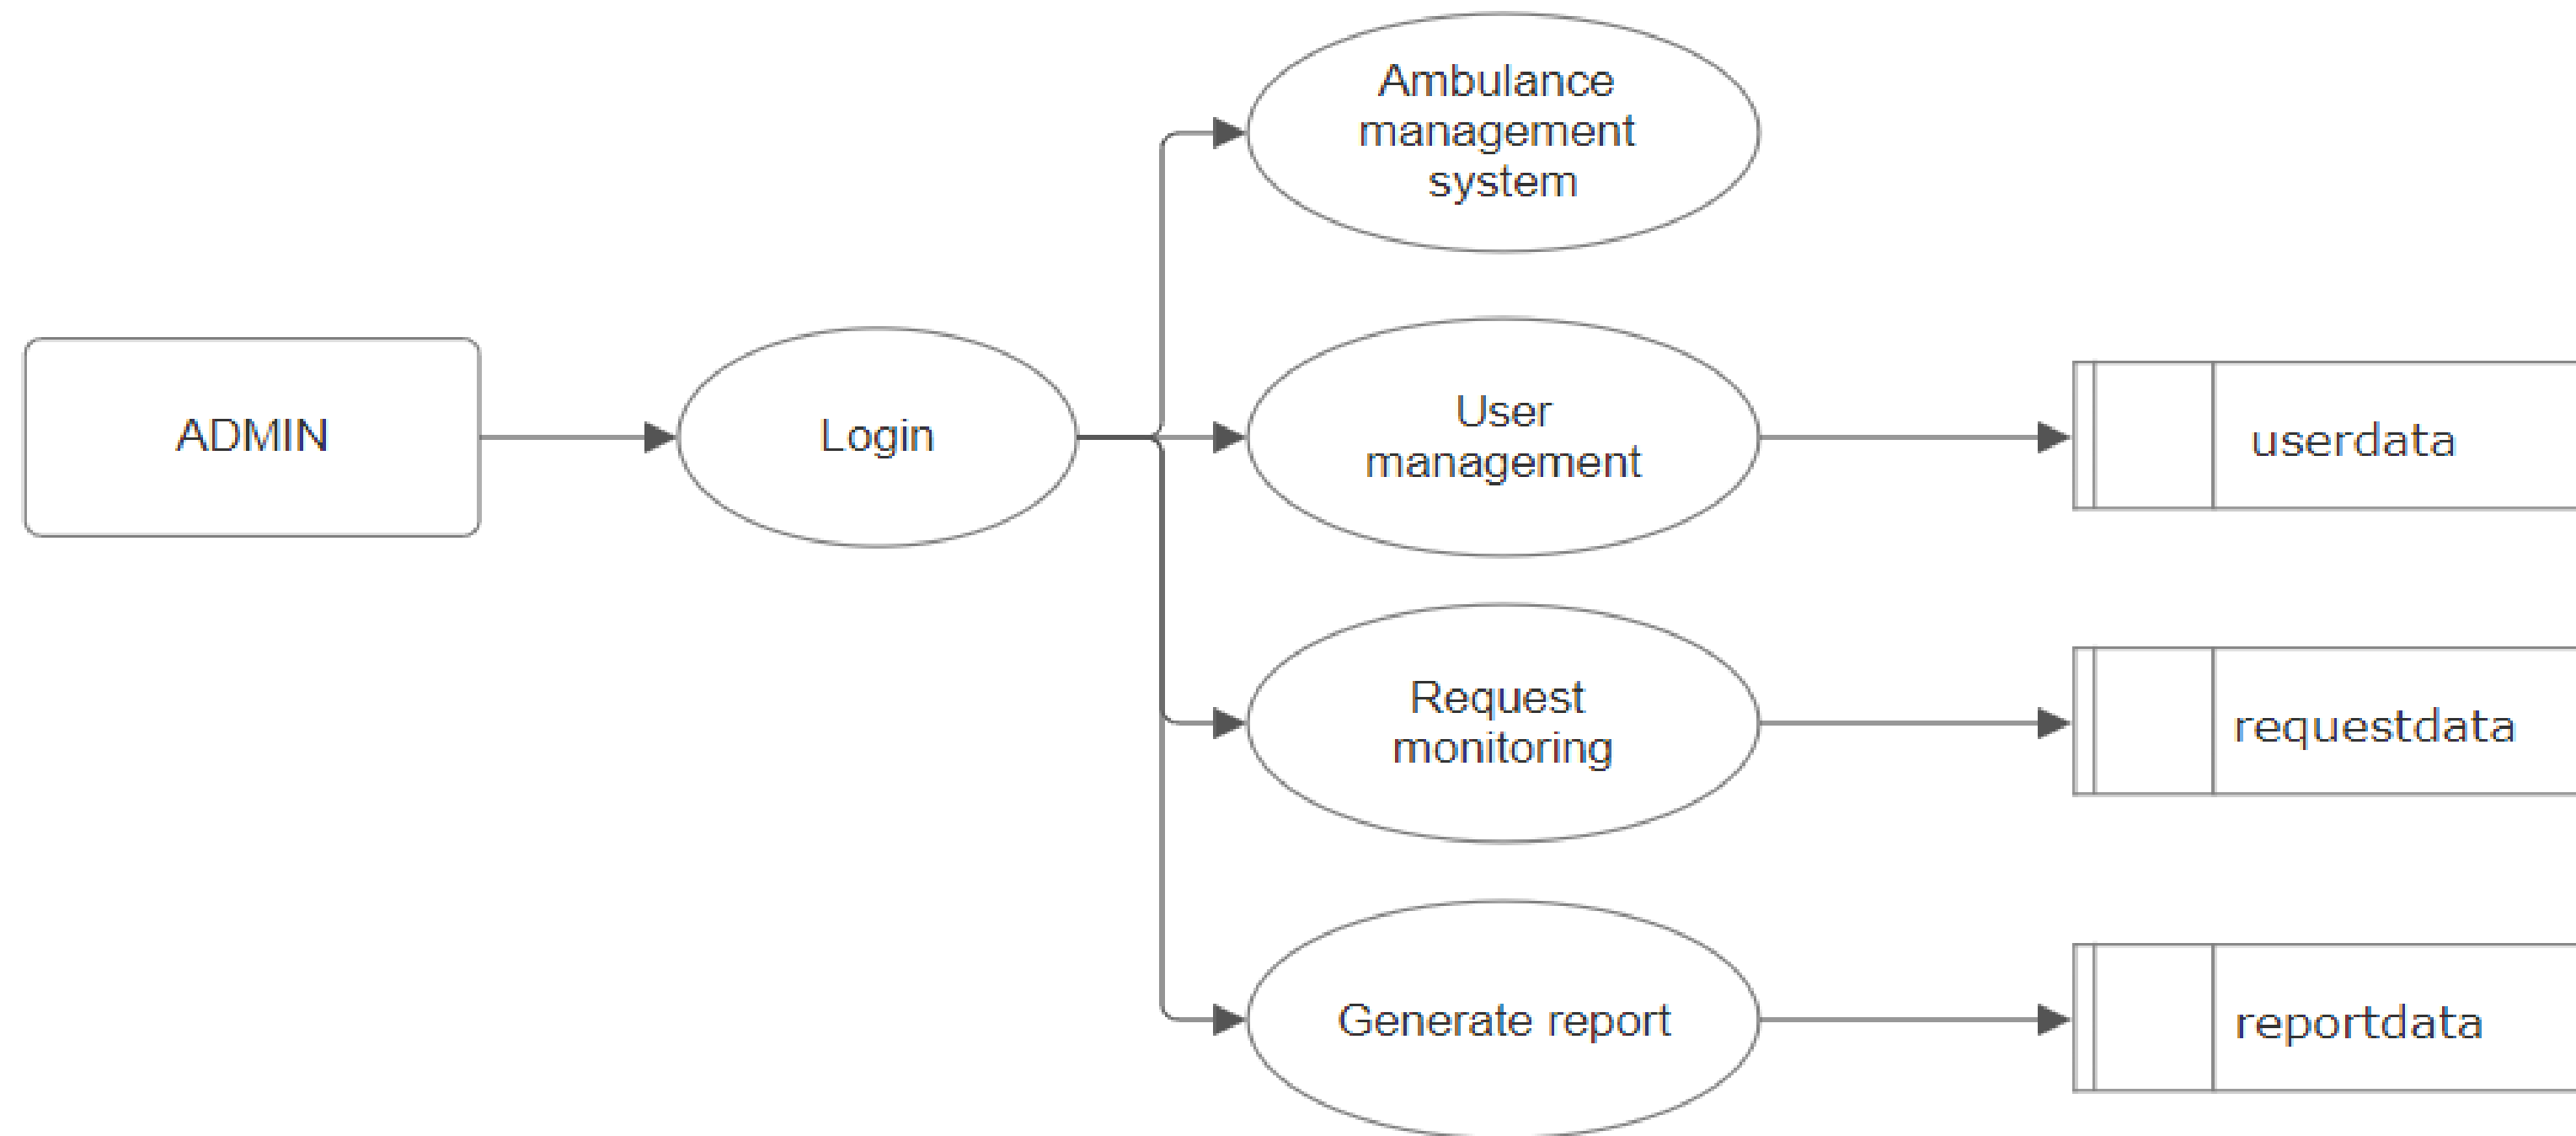 Ambulance
management
system
ADMIN
Login
User
management
userdata
Request
monitoring
requestdata
Generate report
reportdata